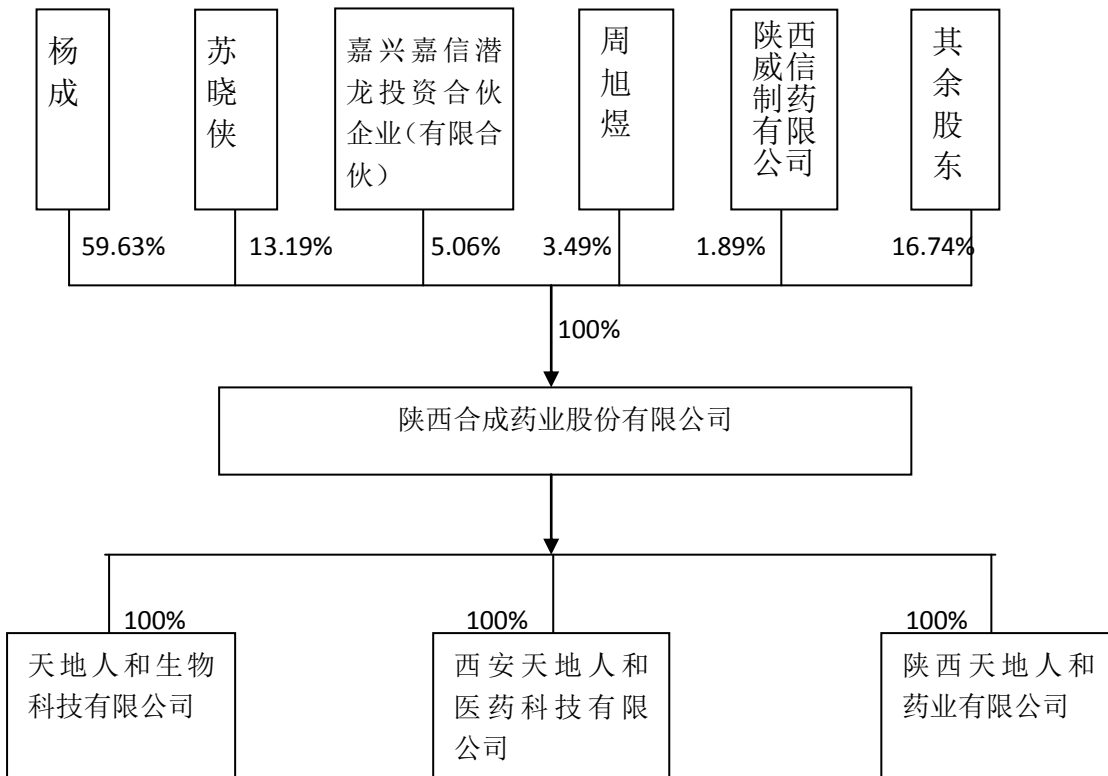 杨成
苏晓侠
嘉兴嘉信潜
龙投资合伙
企业（有限合
伙）
周旭煜
陕西
威信
制药
有限
公司
其余股东
59.63%
13.19%
5.06%
3.49%
1.89%
16.74%
100%
陕西合成药业股份有限公司
100%
100%
100%
天地人和生物
科技有限公司
西安天地人和
医药科技有限
公司
陕西天地人和
药业有限公司